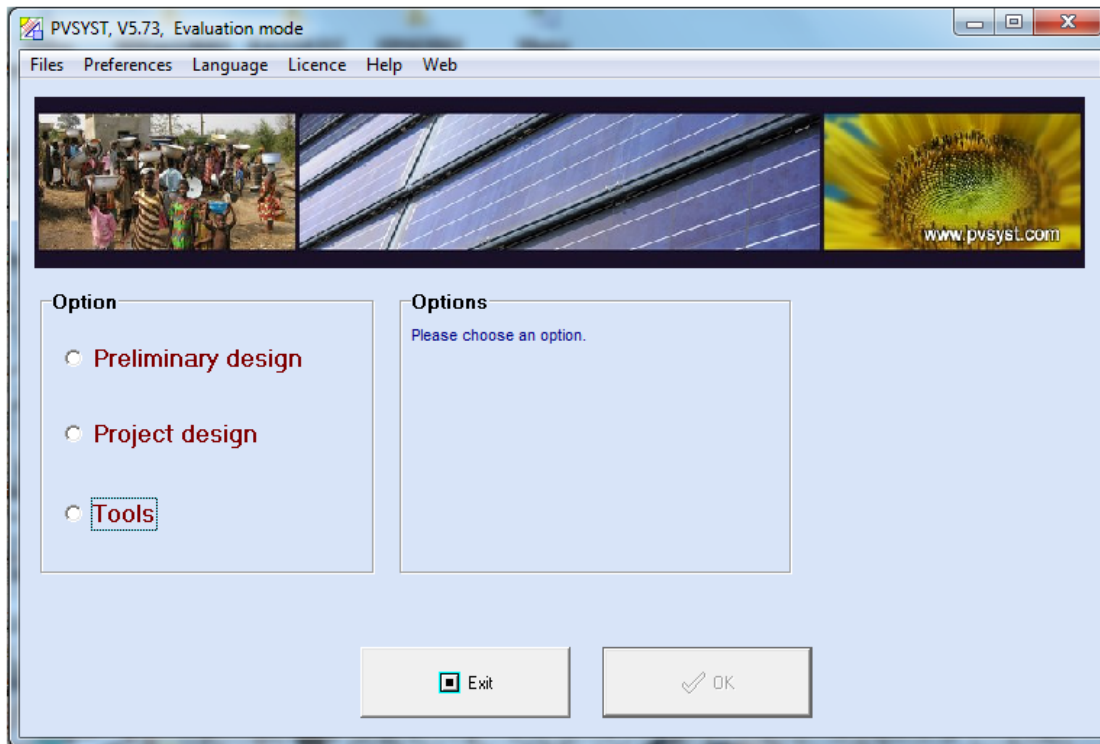 PVSYST, V5.73, Evaluation mode
Files Preferences Language Licence Help Web
www.pvsyst.com
Option
Preliminary design
Project design
Tools
Options
Please choose an option.
Exit
OK